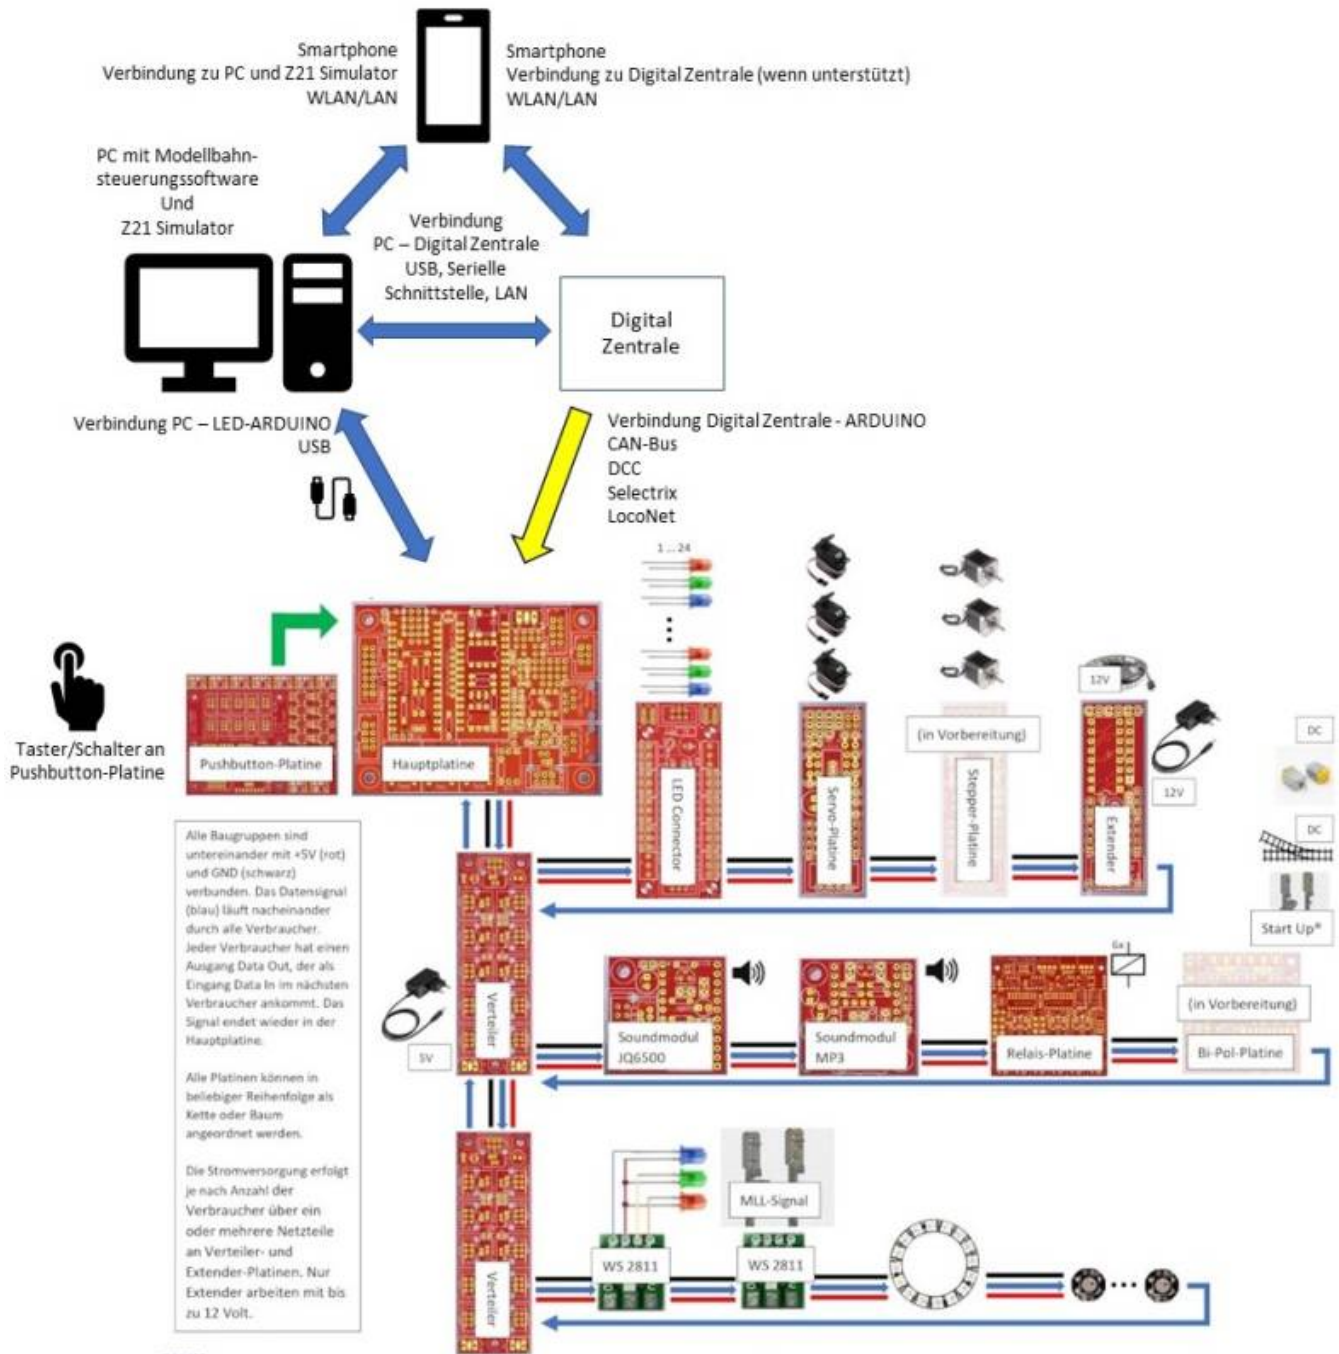 Smartphone
Verbindung zu PC und Z21 Simulator
WLAN/LAN
Smartphone
Verbindung zu Digital Zentrale (wenn unterstützt)
WLAN/LAN
PC mit Modellbahn-
steuerungssoftware
Und
Z21 Simulator
Verbindung
PC – Digital Zentrale
USB, Serielle
Schnittstelle, LAN
Digital
Zentrale
Verbindung PC – LED-ARDUINO
USB
Verbindung Digital Zentrale - ARDUINO
CAN-Bus
DCC
Selectrix
LocoNet
1 ... 24
Taster/Schalter an
Pushbutton-Platine
Pushbutton-Platine
Hauptplatine
LED Connector
Servo-Platine
(in Vorbereitung)
Stepper-Platine
12V
Extender
12V
DC
DC
Start Up®
Alle Baugruppen sind
untereinander mit +5V (rot)
und GND (schwarz)
verbunden. Das Datensignal
(blau) läuft nacheinander
durch alle Verbraucher.
Jeder Verbraucher hat einen
Ausgang Data Out, der als
Eingang Data In im nächsten
Verbraucher ankommt. Das
Signal endet wieder in der
Hauptplatine.
Alle Platinen können in
beliebiger Reihenfolge als
Kette oder Baum
angeordnet werden.
Die Stromversorgung erfolgt
je nach Anzahl der
Verbraucher über ein
oder mehrere Netzteile
an Verteiler- und
Extender-Platinen. Nur
Extender arbeiten mit bis
zu 12 Volt.
5V
Verteiler
Soundmodul
JQ6500
Soundmodul
MP3
6x
Relais-Platine
(in Vorbereitung)
Bi-Pol-Platine
Verteiler
WS 2811
MLL-Signal
WS 2811